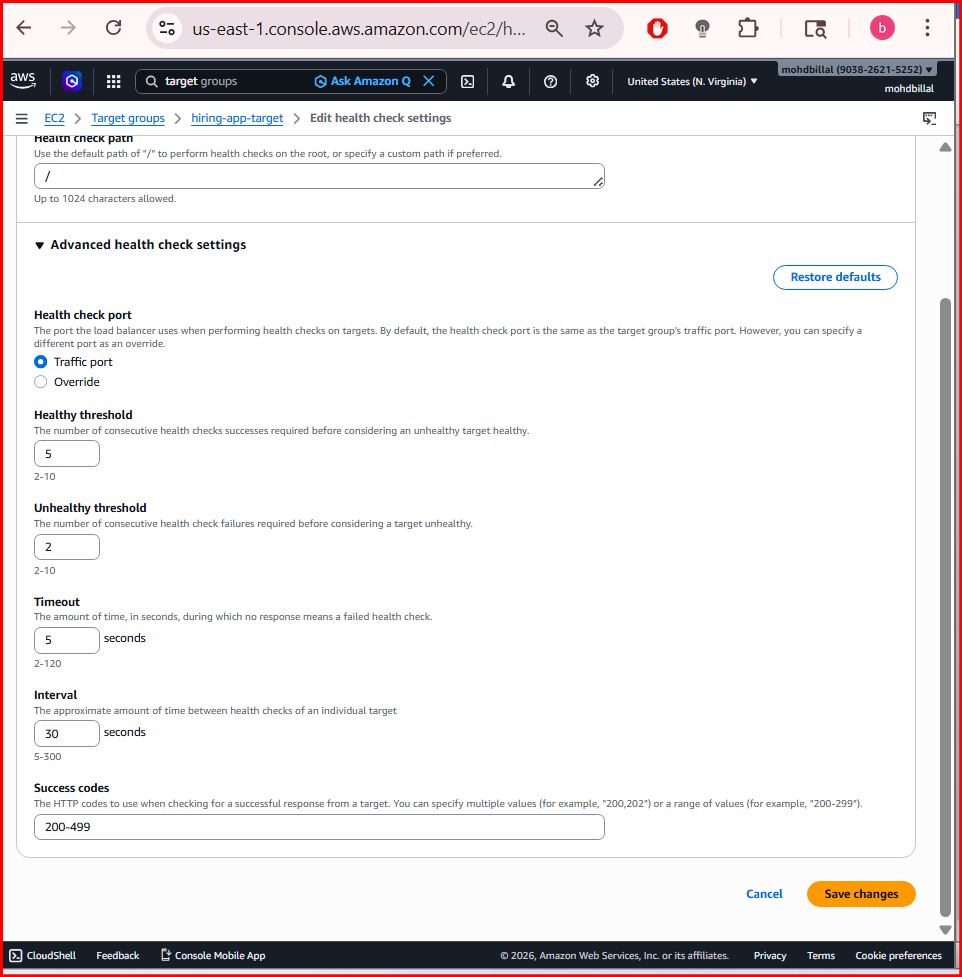 us-east-1.console.aws.amazon.com/ec2/h...
b
aws
target groups
Ask Amazon Q
United States (N. Virginia)
mohdbillal (9038-2621-5252)
mohdbillal
EC2 > Target groups > hiring-app-target > Edit health check settings
Health check path
Use the default path of "/" to perform health checks on the root, or specify a custom path if preferred.
/
Up to 1024 characters allowed.
Advanced health check settings
Restore defaults
Health check port
The port the load balancer uses when performing health checks on targets. By default, the health check port is the same as the target group's traffic port. However, you can specify a
different port as an override.
Traffic port
Override
Healthy threshold
The number of consecutive health checks successes required before considering an unhealthy target healthy.
5
2-10
Unhealthy threshold
The number of consecutive health check failures required before considering a target unhealthy.
2
2-10
Timeout
The amount of time, in seconds, during which no response means a failed health check.
5 seconds
2-120
Interval
The approximate amount of time between health checks of an individual target
30 seconds
5-300
Success codes
The HTTP codes to use when checking for a successful response from a target. You can specify multiple values (for example, "200,202") or a range of values (for example, "200-299").
200-499
Cancel
Save changes
CloudShell Feedback Console Mobile App © 2026, Amazon Web Services, Inc. or its affiliates. Privacy Terms Cookie preferences